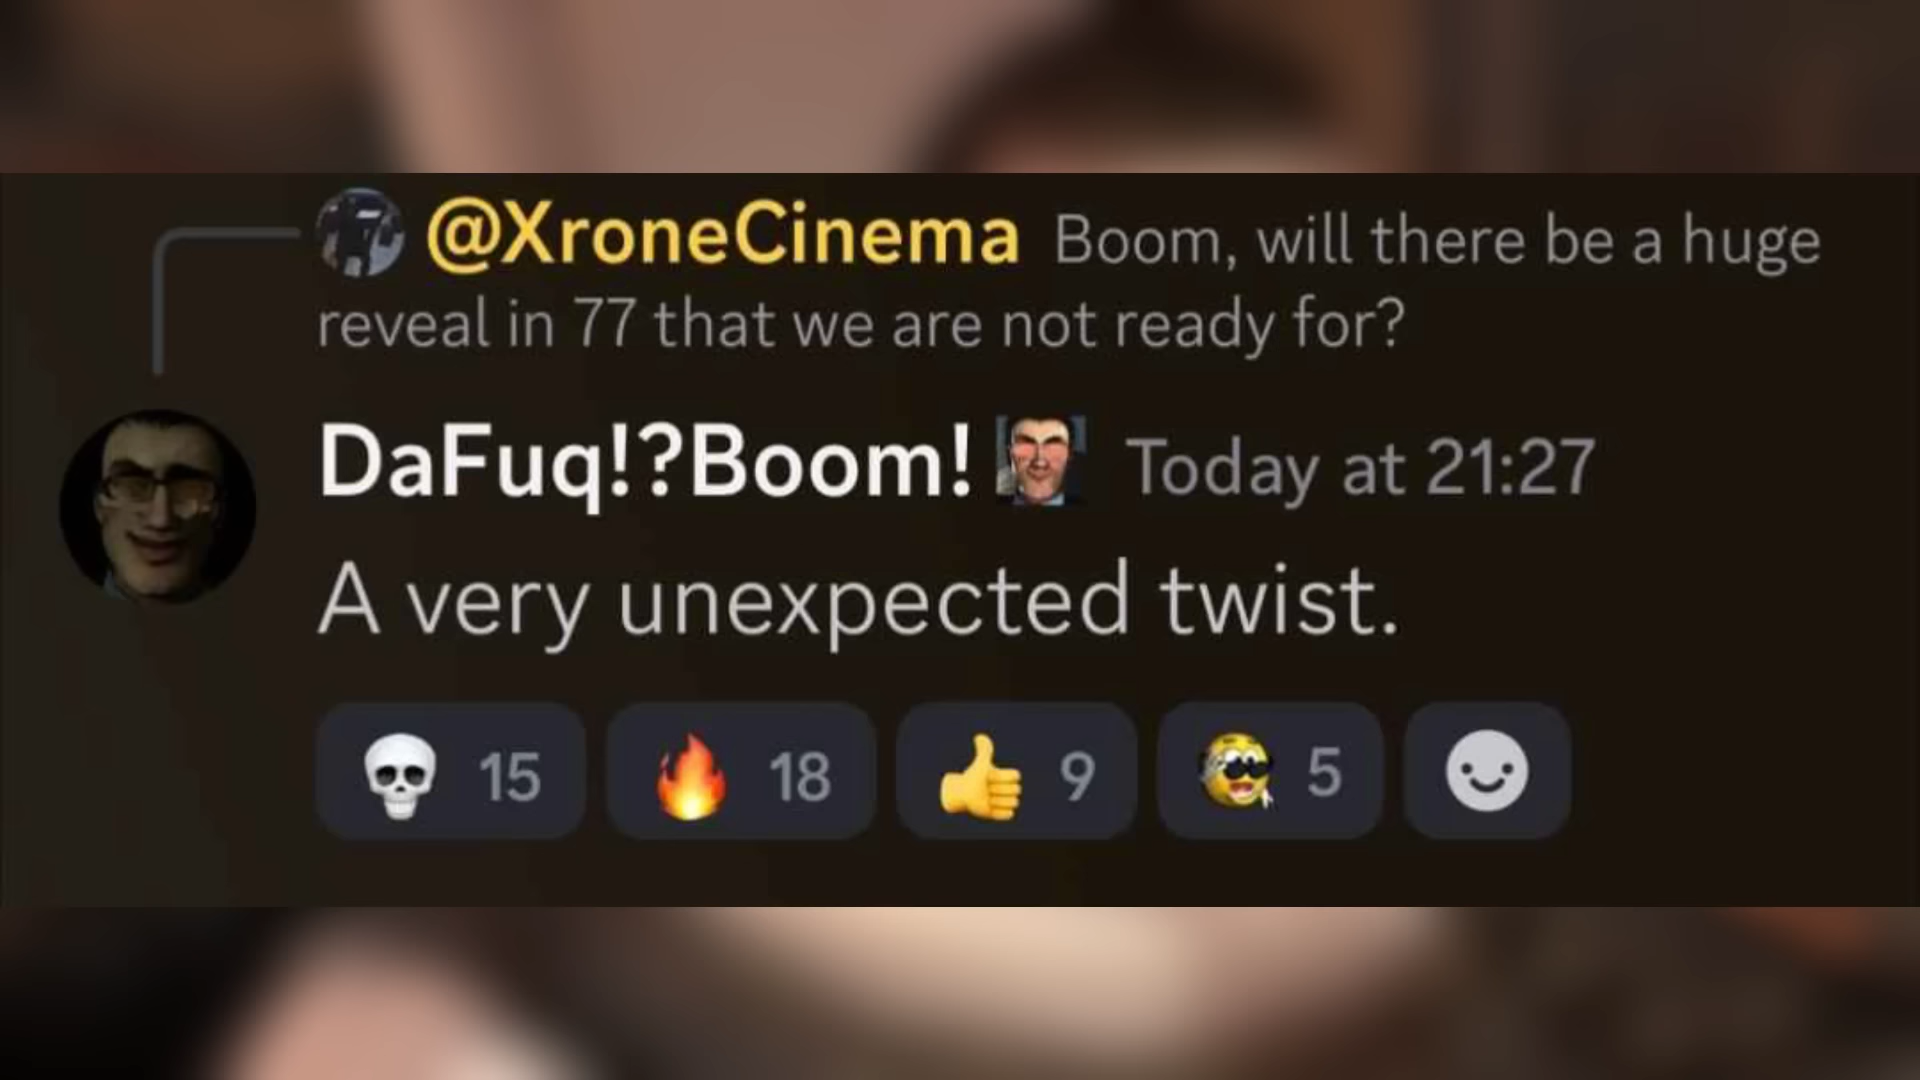 @XroneCinema Boom, will there be a huge
reveal in 77 that we are not ready for?
DaFuq!?Boom! Today at 21:27
A very unexpected twist.
15 18 9 5